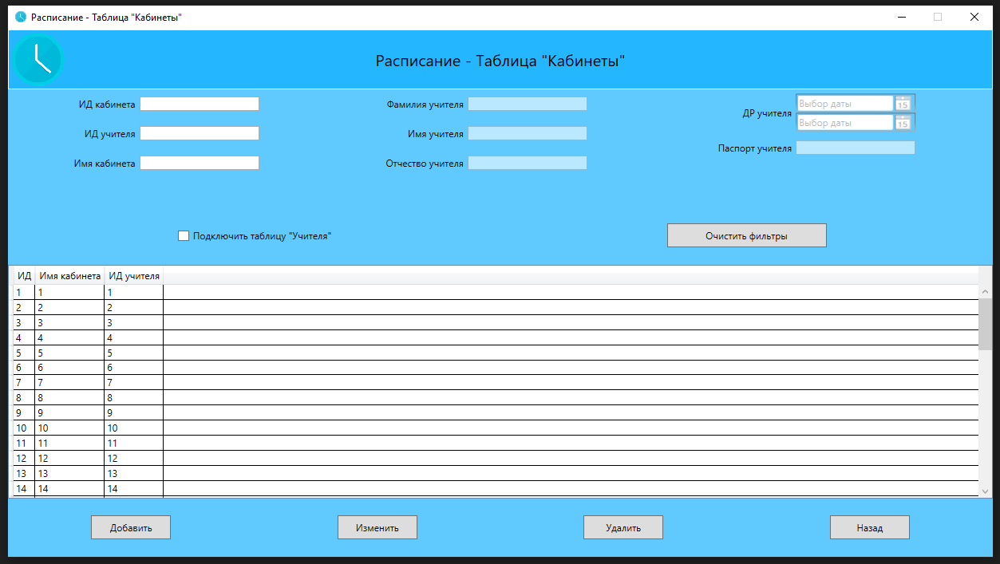 Расписание - Таблица "Кабинеты"
Расписание - Таблица "Кабинеты"
ИД кабинета
Фамилия учителя
ДР учителя
Выбор даты 15
Выбор даты 15
ИД учителя
Имя учителя
Паспорт учителя
Имя кабинета
Отчество учителя
Подключить таблицу "Учителя"
Очистить фильтры
ИД Имя кабинета ИД учителя
1 1 1
2 2 2
3 3 3
4 4 4
5 5 5
6 6 6
7 7 7
8 8 8
9 9 9
10 10 10
11 11 11
12 12 12
13 13 13
14 14 14
Добавить
Изменить
Удалить
Назад